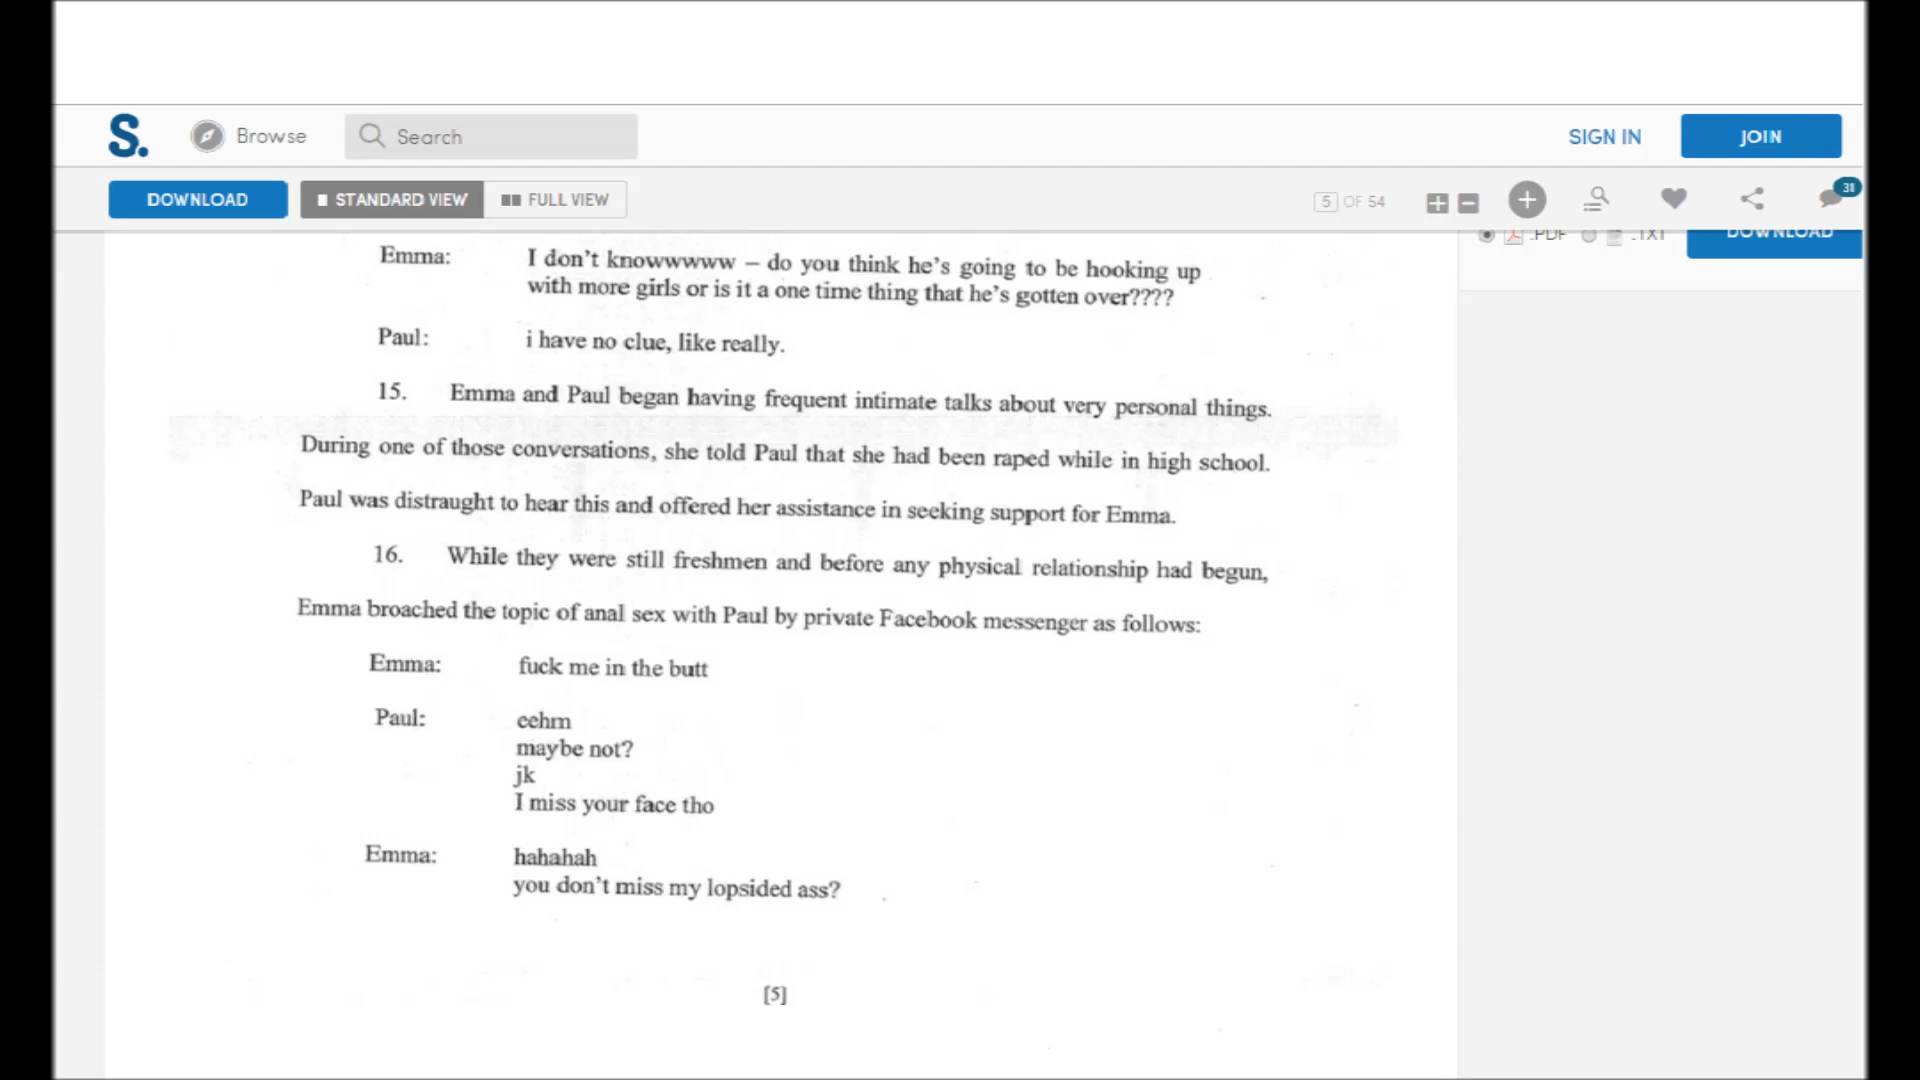 S.
Browse
Search
SIGN IN
JOIN
DOWNLOAD
STANDARD VIEW
FULL VIEW
5 OF 54
31
.PDF
.TXT
DOWNLOAD
Emma: I don't knowwwww – do you think he's going to be hooking up
with more girls or is it a one time thing that he's gotten over????
Paul: i have no clue, like really.
15. Emma and Paul began having frequent intimate talks about very personal things.
During one of those conversations, she told Paul that she had been raped while in high school.
Paul was distraught to hear this and offered her assistance in seeking support for Emma.
16. While they were still freshmen and before any physical relationship had begun,
Emma broached the topic of anal sex with Paul by private Facebook messenger as follows:
Emma: fuck me in the butt
Paul: eehm
maybe not?
jk
I miss your face tho
Emma: hahahah
you don't miss my lopsided ass?
[5]